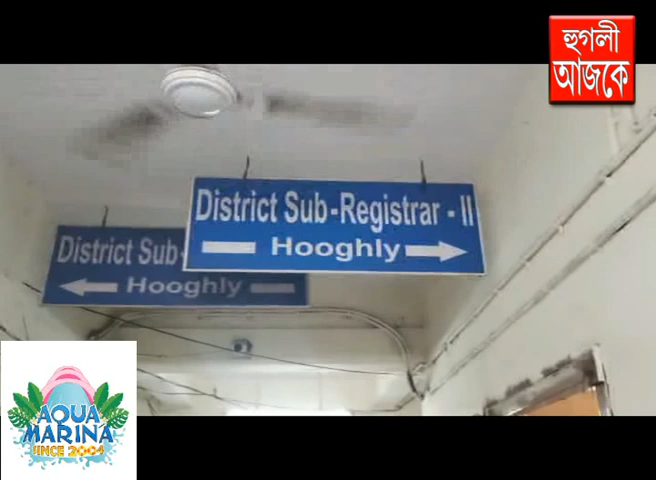 হুগলী
আজকে
District Sub-Registrar - II
Hooghly
District Sub-
Hooghly
AQUA
MARINA
SINCE 2004